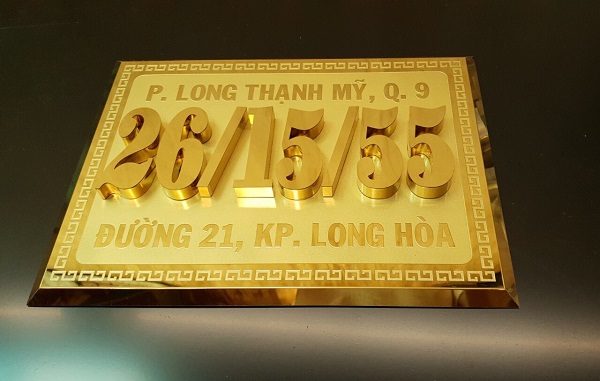 P. LONG THẠNH MỸ, Q. 9
26/15/55
ĐƯỜNG 21, KP. LONG HÒA